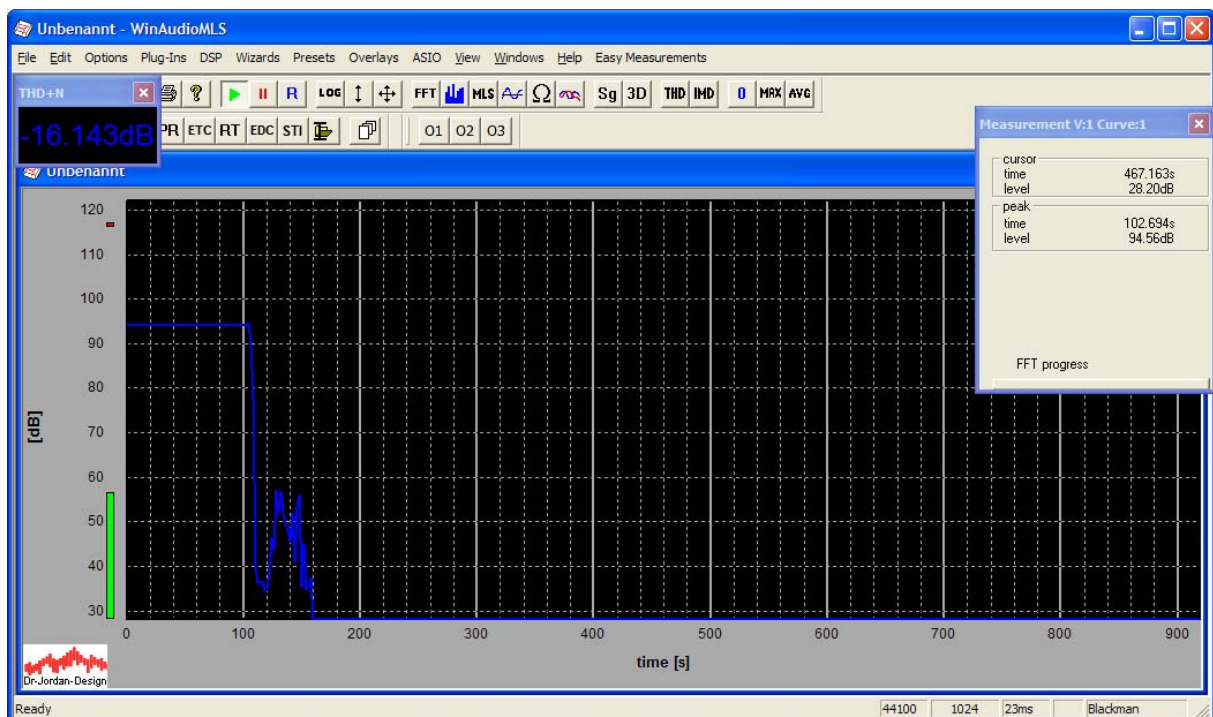 Unbenannt - WinAudioMLS
File Edit Options Plug-Ins DSP Wizards Presets Overlays ASIO View Windows Help Easy Measurements
THD+N
-16.143dB
? R LOG FFT MLS Ω Sg 3D THD IMD 0 MAX AVG
PR ETC RT EDC STI O1 O2 O3
Unbenannt
Measurement V:1 Curve:1
cursor
time 467.163s
level 28.20dB
peak
time 102.694s
level 94.56dB
FFT progress
[dB]
120
110
100
90
80
70
60
50
40
30
0 100 200 300 400 500 600 700 800 900
time [s]
Dr-Jordan-Design
Ready 44100 1024 23ms Blackman